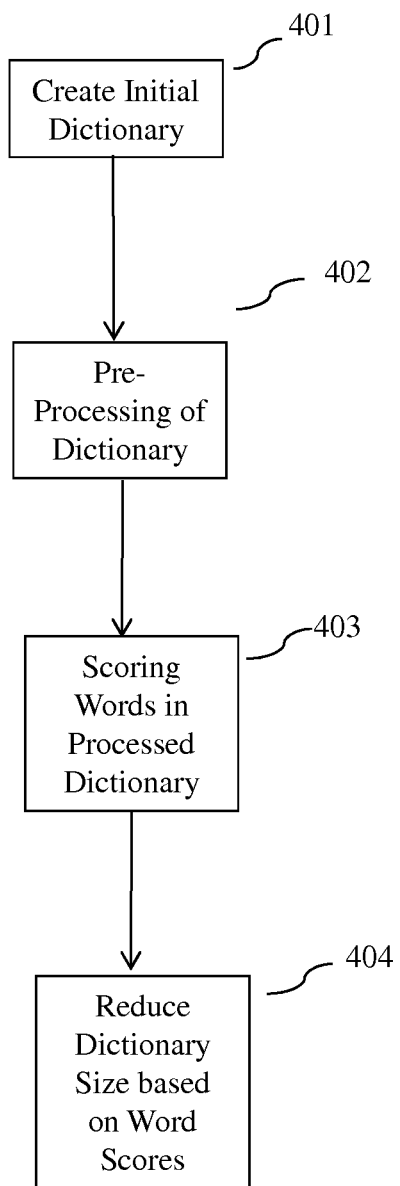 401
Create Initial
Dictionary
402
Pre-
Processing of
Dictionary
403
Scoring
Words in
Processed
Dictionary
404
Reduce
Dictionary
Size based
on Word
Scores